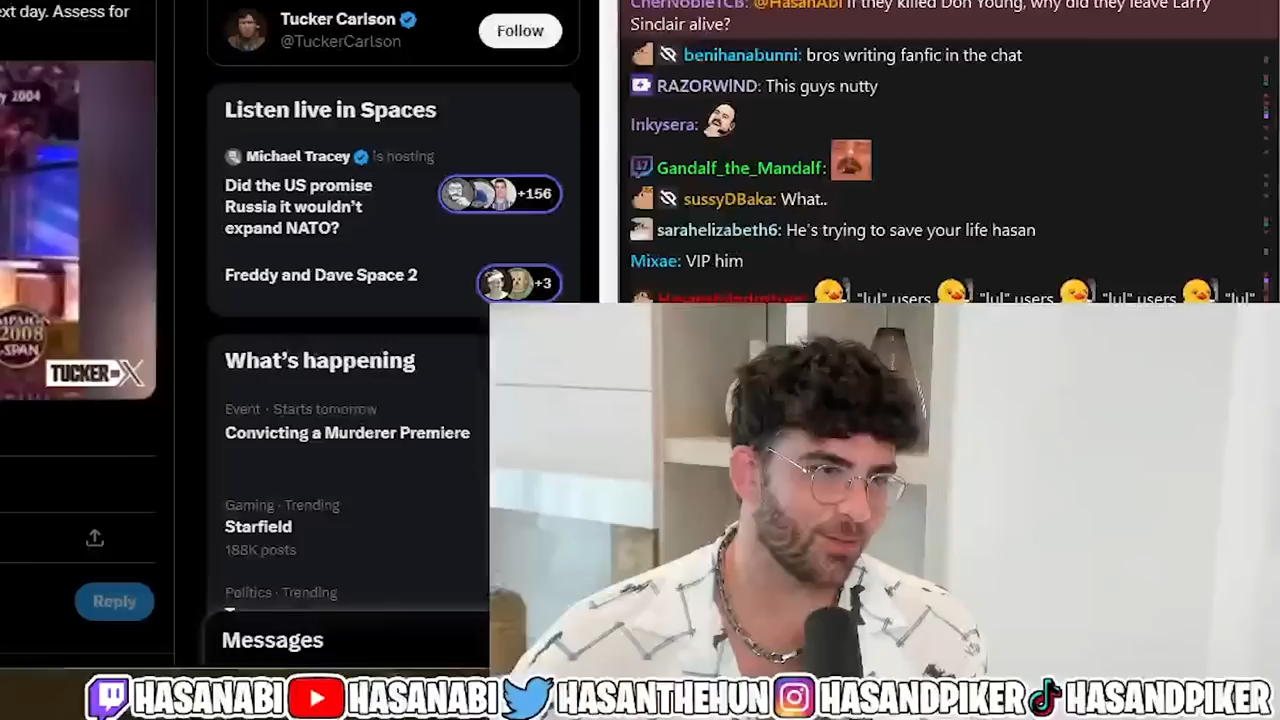 ext day. Assess for
y 2004
2008
SPAN
TUCKER on X
Reply
Tucker Carlson
@TuckerCarlson
Follow
Listen live in Spaces
Michael Tracey is hosting
Did the US promise
Russia it wouldn't
expand NATO?
+156
Freddy and Dave Space 2
+3
What's happening
Event · Starts tomorrow
Convicting a Murderer Premiere
Gaming · Trending
Starfield
188K posts
Politics · Trending
Messages
@HasanAbi If they killed Don Young, why did they leave Larry
Sinclair alive?
benihanabunni: bros writing fanfic in the chat
RAZORWIND: This guys nutty
Inkysera:
Gandalf_the_Mandalf:
sussyDBaka: What..
sarahelizabeth6: He's trying to save your life hasan
Mixae: VIP him
"lul" users "lul" users "lul" users "lul"
HASANABI HASANABI HASANTHEHUN HASANDPIKER HASANDPIKER